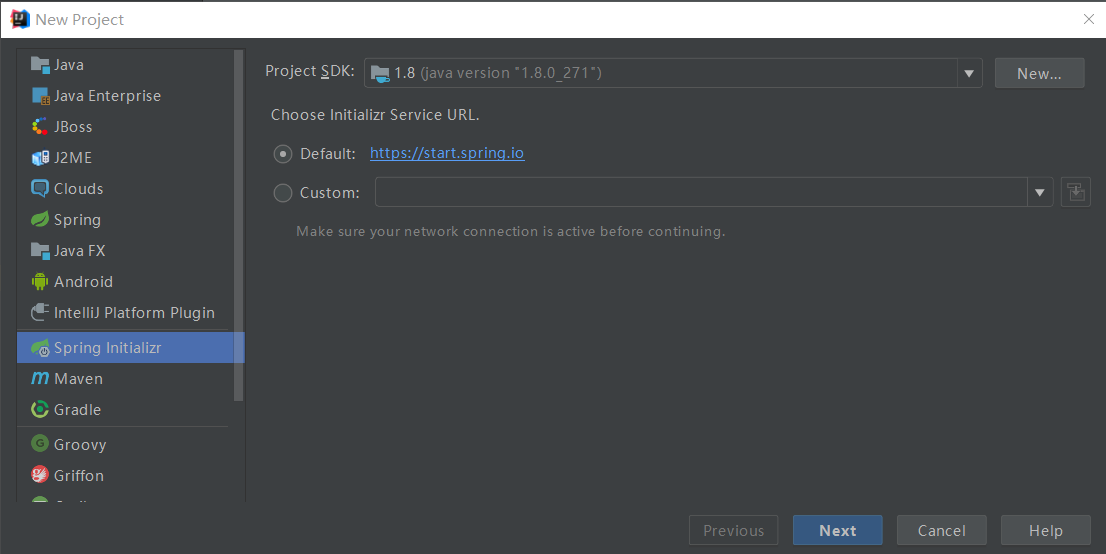 New Project
Java
Java Enterprise
JBoss
J2ME
Clouds
Spring
Java FX
Android
IntelliJ Platform Plugin
Spring Initializr
Maven
Gradle
Groovy
Griffon
Project SDK: 1.8 (java version "1.8.0_271") New...
Choose Initializr Service URL.
Default: https://start.spring.io
Custom:
Make sure your network connection is active before continuing.
Previous Next Cancel Help